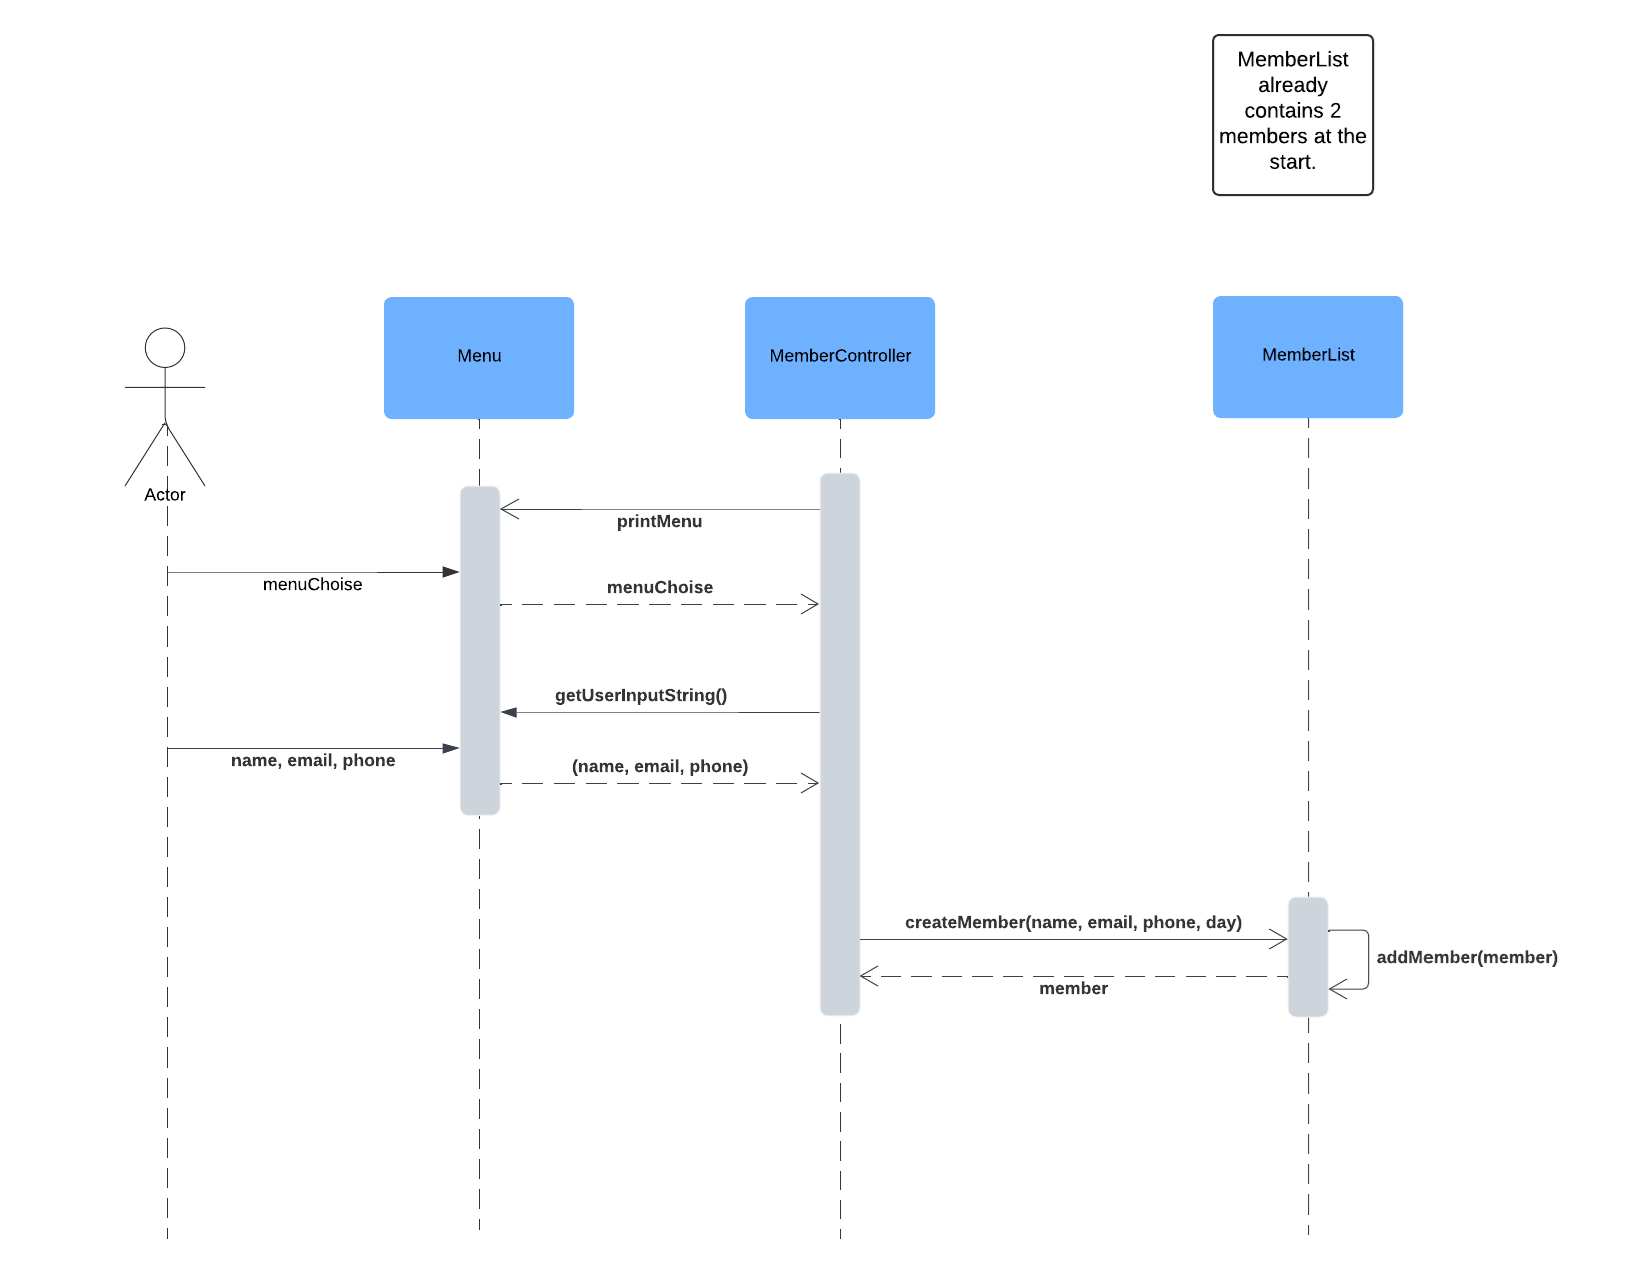 MemberList
already
contains 2
members at the
start.
Menu
MemberController
MemberList
Actor
printMenu
menuChoise
menuChoise
getUserInputString()
name, email, phone
(name, email, phone)
createMember(name, email, phone, day)
addMember(member)
member